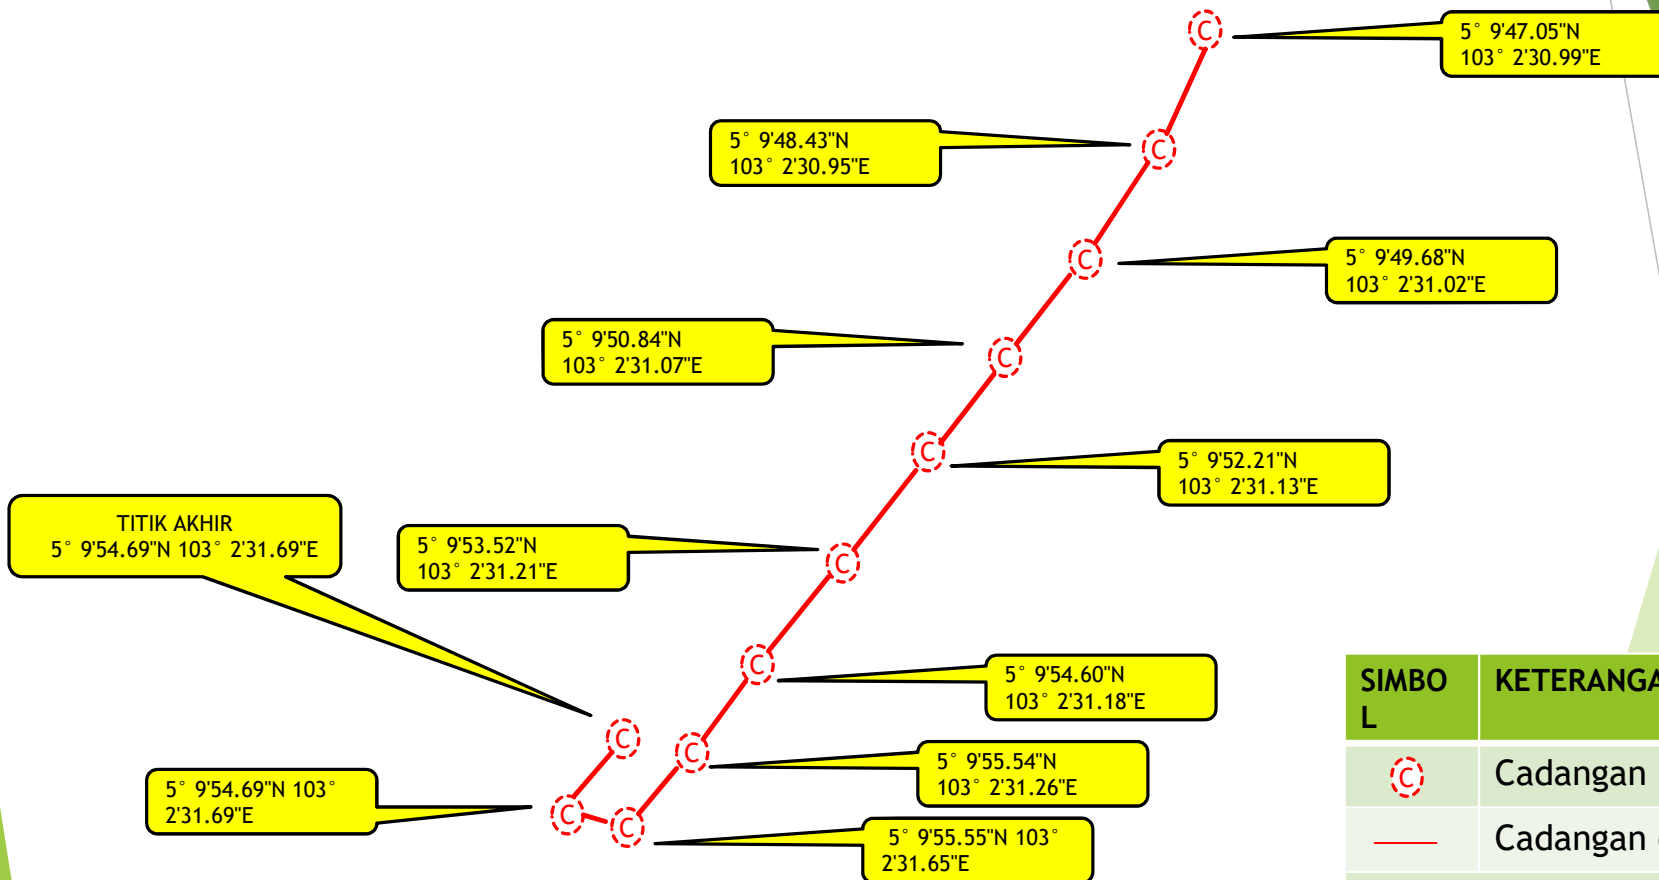 5° 9'47.05"N
103° 2'30.99"E
C
5° 9'48.43"N
103° 2'30.95"E
C
5° 9'49.68"N
103° 2'31.02"E
C
5° 9'50.84"N
103° 2'31.07"E
C
5° 9'52.21"N
103° 2'31.13"E
C
TITIK AKHIR
5° 9'54.69"N 103° 2'31.69"E
5° 9'53.52"N
103° 2'31.21"E
C
5° 9'54.60"N
103° 2'31.18"E
C
C
C
5° 9'55.54"N
103° 2'31.26"E
5° 9'54.69"N 103°
2'31.69"E
C
C
5° 9'55.55"N 103°
2'31.65"E
SIMBO
L
KETERANGA
C
Cadangan
Cadangan